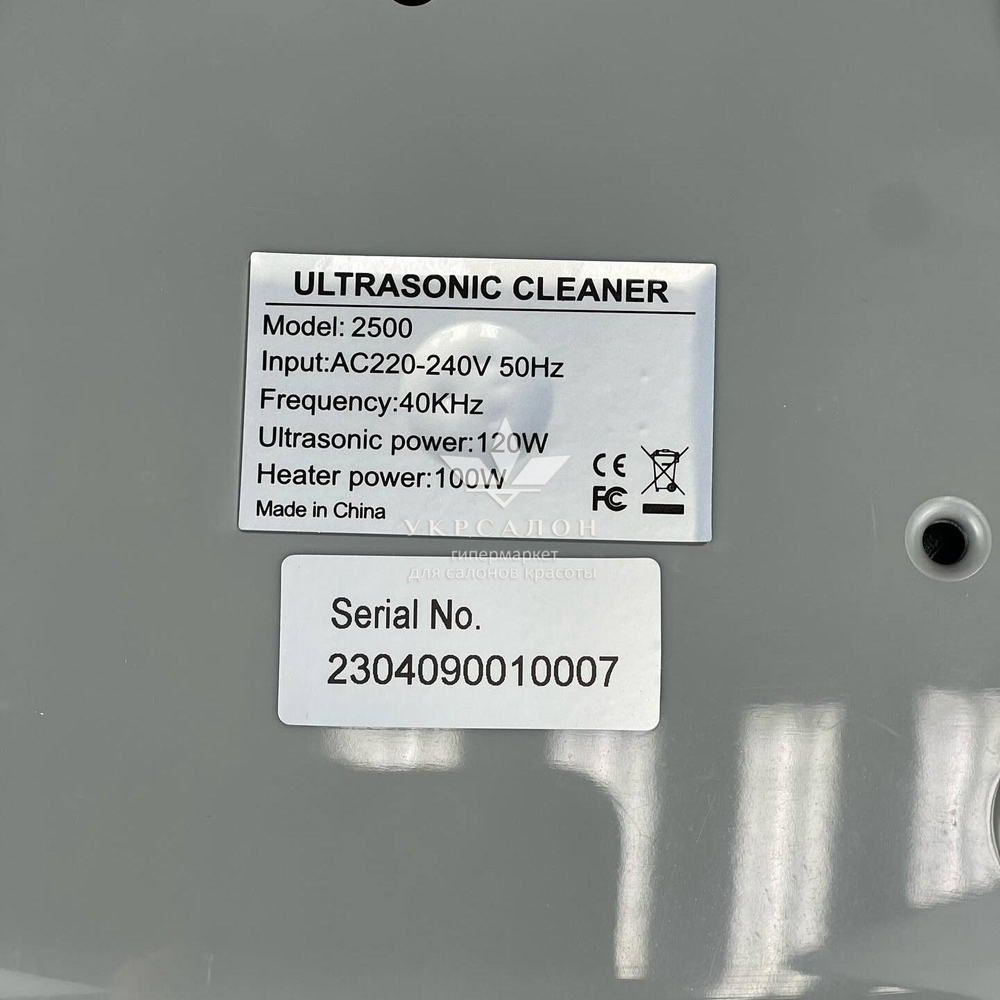 ULTRASONIC CLEANER
Model: 2500
Input:AC220-240V 50Hz
Frequency:40KHz
Ultrasonic power:120W
Heater power:100W
Made in China
CE
FC
УКРСАЛОН
гипермаркет
для салонов красоты
Serial No.
2304090010007